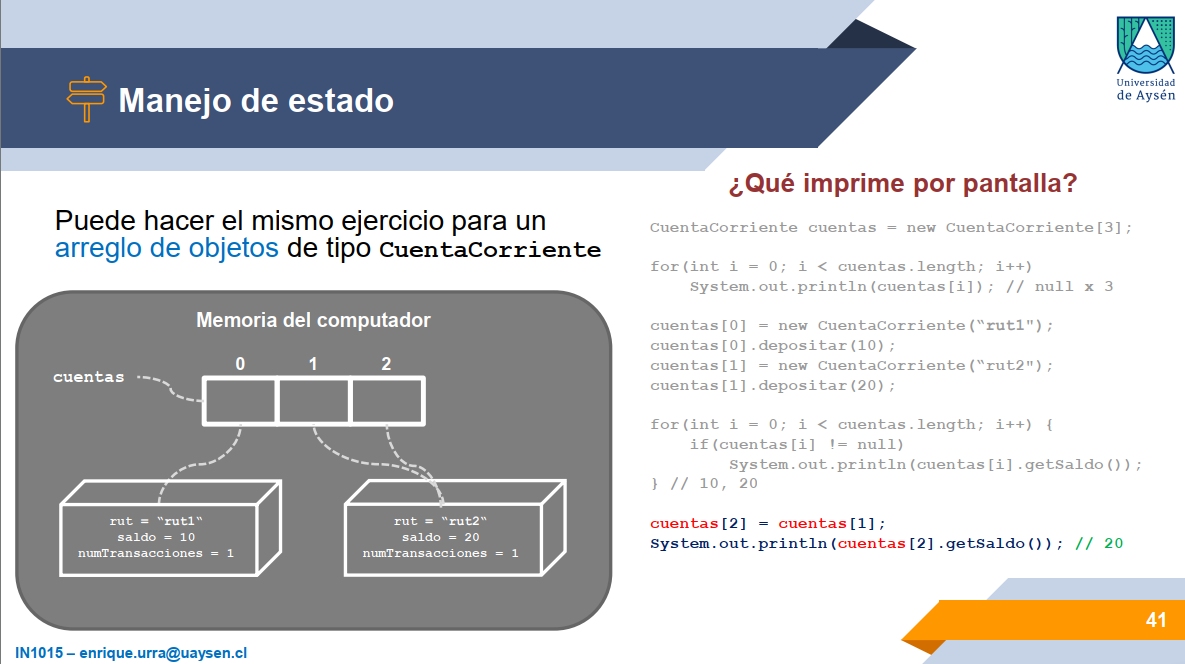 Manejo de estado
Universidad
de Aysén
Puede hacer el mismo ejercicio para un
arreglo de objetos de tipo CuentaCorriente
Memoria del computador
0 1 2
cuentas
rut = “rut1“
saldo = 10
numTransacciones = 1
rut = “rut2“
saldo = 20
numTransacciones = 1
¿Qué imprime por pantalla?
CuentaCorriente cuentas = new CuentaCorriente[3];
for(int i = 0; i < cuentas.length; i++)
    System.out.println(cuentas[i]); // null x 3
cuentas[0] = new CuentaCorriente(“rut1");
cuentas[0].depositar(10);
cuentas[1] = new CuentaCorriente(“rut2");
cuentas[1].depositar(20);
for(int i = 0; i < cuentas.length; i++) {
    if(cuentas[i] != null)
        System.out.println(cuentas[i].getSaldo());
} // 10, 20
cuentas[2] = cuentas[1];
System.out.println(cuentas[2].getSaldo()); // 20
41
IN1015 – enrique.urra@uaysen.cl